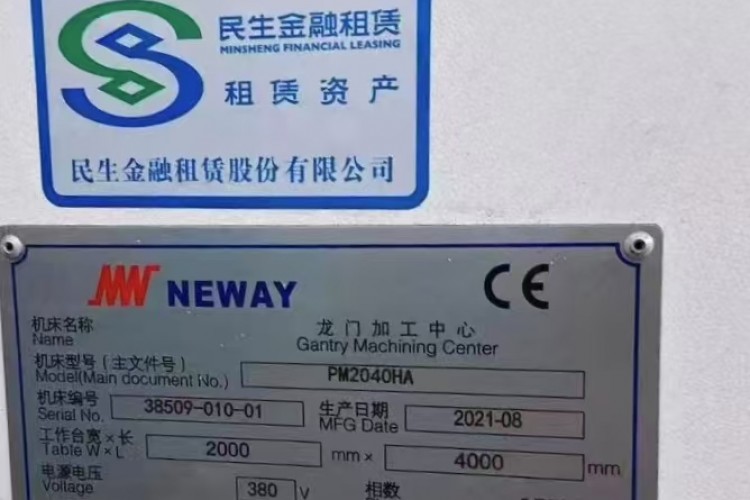 民生金融租赁
MINSHENG FINANCIAL LEASING
租赁资产
民生金融租赁股份有限公司
NEWAY CE
机床名称 龙门加工中心
Name Gantry Machining Center
机床型号(主文件号)
Model(Main document No.) PM2040HA
机床编号 38509-010-01 生产日期 2021-08
Serial No. MFG Date
工作台宽×长 2000 mm× 4000 mm
Table W×L
电源电压 380 V 相数
Voltage